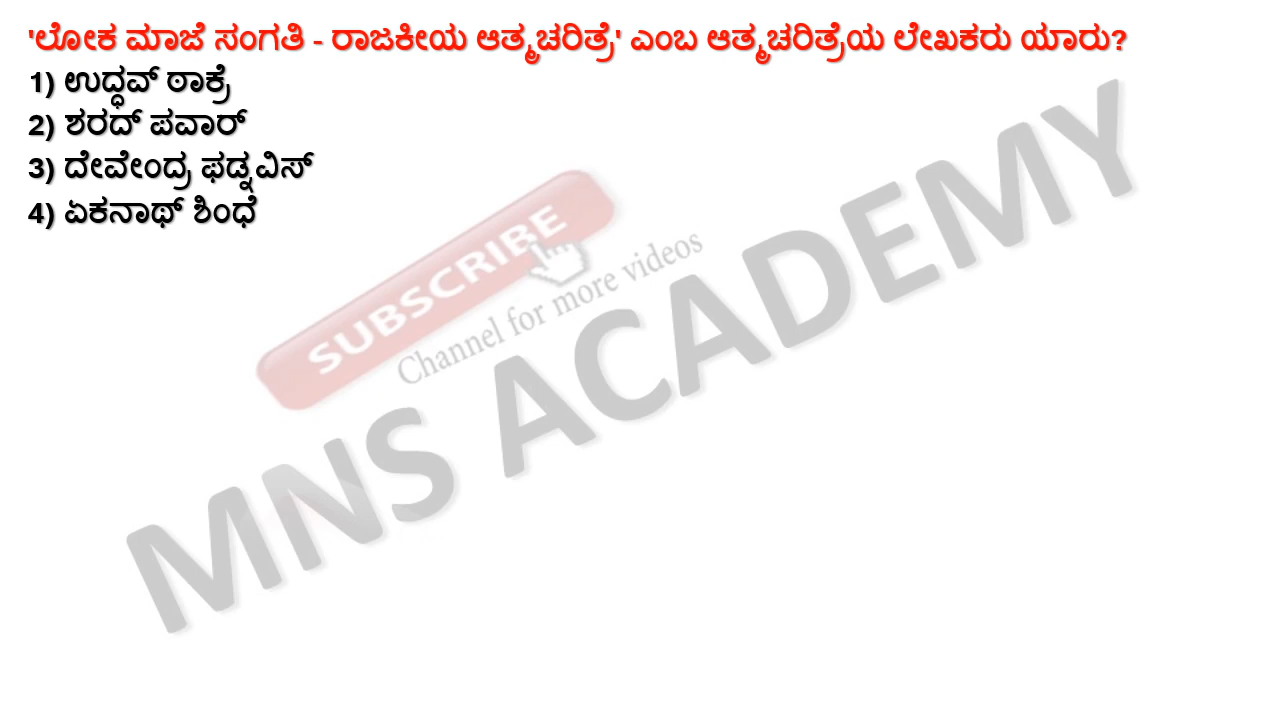 'ಲೋಕ ಮಾಜೆ ಸಂಗತಿ - ರಾಜಕೀಯ ಆತ್ಮಚರಿತ್ರೆ' ಎಂಬ ಆತ್ಮಚರಿತ್ರೆಯ ಲೇಖಕರು ಯಾರು?
1) ಉದ್ಧವ್ ಠಾಕ್ರೆ
2) ಶರದ್ ಪವಾರ್
3) ದೇವೇಂದ್ರ ಫಡ್ನವಿಸ್
4) ಏಕನಾಥ್ ಶಿಂಧೆ
SUBSCRIBE
Channel for more videos
MNS ACADEMY